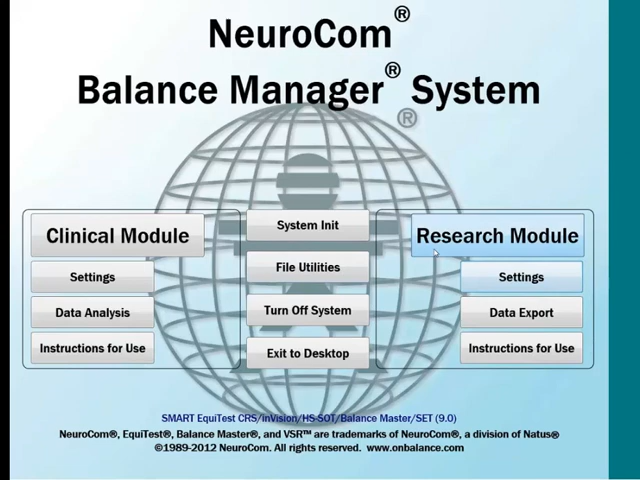 NeuroCom®
Balance Manager® System
®
Clinical Module
Settings
Data Analysis
Instructions for Use
System Init
File Utilities
Turn Off System
Exit to Desktop
Research Module
Settings
Data Export
Instructions for Use
SMART EquiTest CRS/inVision/HS-SOT/Balance Master/SET (9.0)
NeuroCom®, EquiTest®, Balance Master®, and VSR™ are trademarks of NeuroCom®, a division of Natus®
©1989-2012 NeuroCom. All rights reserved. www.onbalance.com